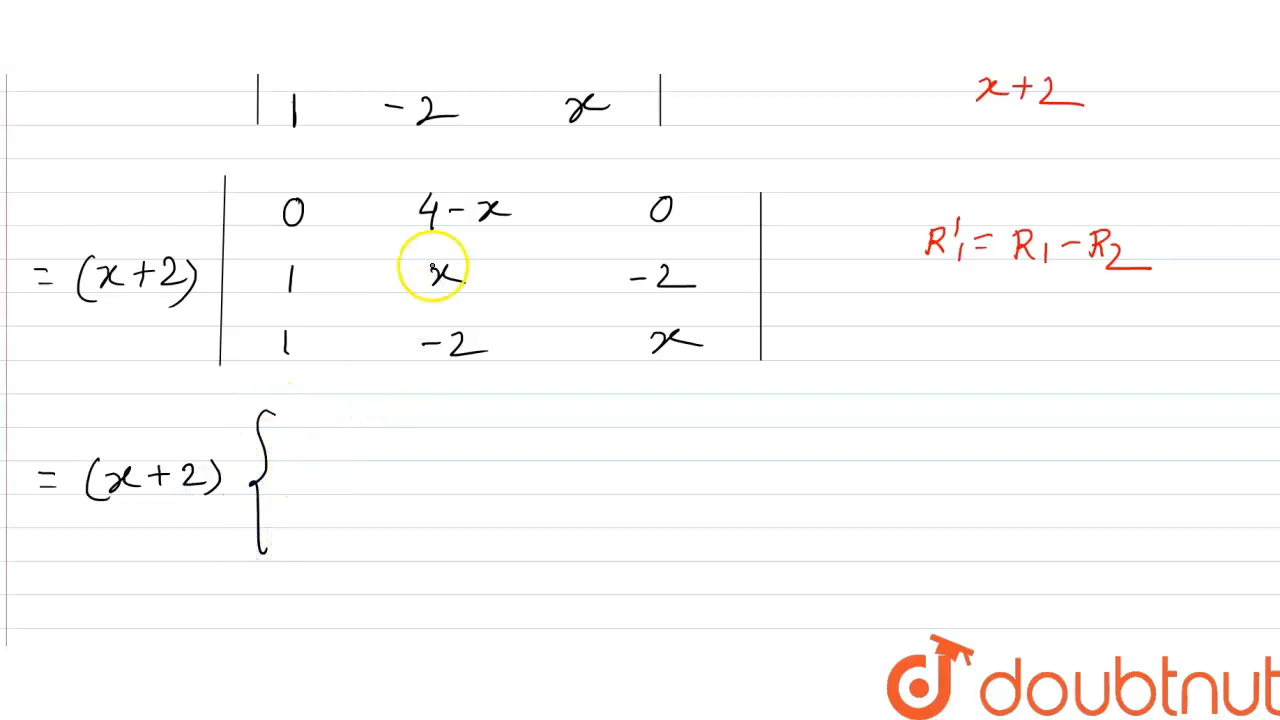 | 1 -2 x |
x+2
= (x+2) | 0 4-x 0 |
| 1 x -2 |
| 1 -2 x |
R'₁ = R₁ - R₂
= (x+2) {
doubtnut